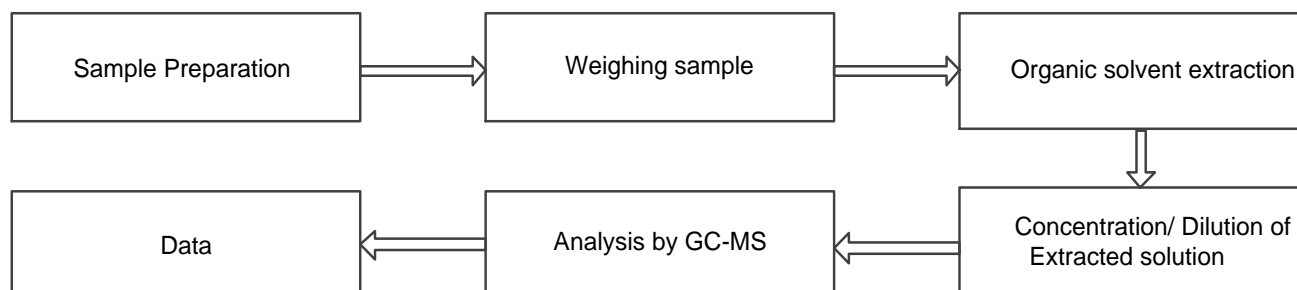 Sample Preparation
Weighing sample
Organic solvent extraction
Concentration/ Dilution of
Extracted solution
Analysis by GC-MS
Data